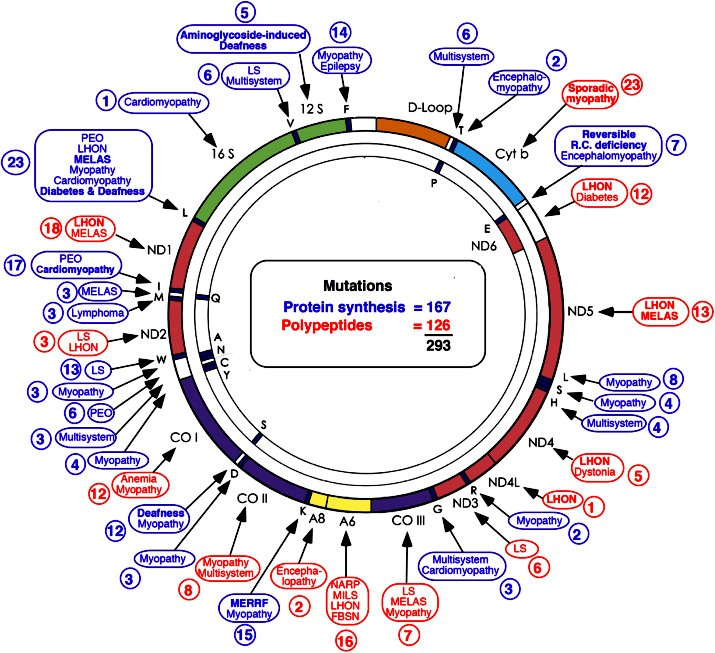 5
Aminoglycoside-induced
Deafness
14
Myopathy
Epilepsy
6
Multisystem
2
Encephalo-
myopathy
6
LS
Multisystem
12 S
V
F
D-Loop
T
23
Sporadic
myopathy
1
Cardiomyopathy
16 S
Cyt b
7
Reversible
R.C. deficiency
Encephalomyopathy
P
23
PEO
LHON
MELAS
Myopathy
Cardiomyopathy
Diabetes & Deafness
L
LHON
Diabetes
12
E
ND6
18
LHON
MELAS
ND1
17
PEO
Cardiomyopathy
I
M
3
MELAS
3
Lymphoma
Q
Mutations
Protein synthesis = 167
Polypeptides = 126
293
ND5
LHON
MELAS
13
3
LS
LHON
ND2
A
N
C
Y
W
13
LS
3
Myopathy
6
PEO
3
Multisystem
4
Myopathy
L
S
H
Myopathy
8
Myopathy
4
Multisystem
4
S
CO I
12
Anemia
Myopathy
D
ND4
LHON
Dystonia
5
ND4L
LHON
1
12
Deafness
Myopathy
CO II
K
A8
A6
CO III
G
ND3
R
Myopathy
2
LS
6
Myopathy
3
Myopathy
Multisystem
8
MERRF
Myopathy
15
Encepha-
lopathy
2
NARP
MILS
LHON
FBSN
16
LS
MELAS
Myopathy
7
Multisystem
Cardiomyopathy
3